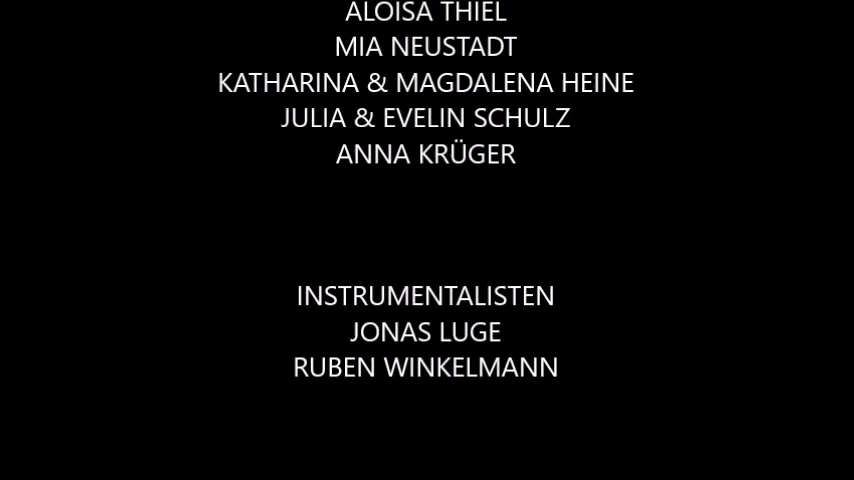 ALOISA THIEL
MIA NEUSTADT
KATHARINA & MAGDALENA HEINE
JULIA & EVELIN SCHULZ
ANNA KRÜGER
INSTRUMENTALISTEN
JONAS LUGE
RUBEN WINKELMANN